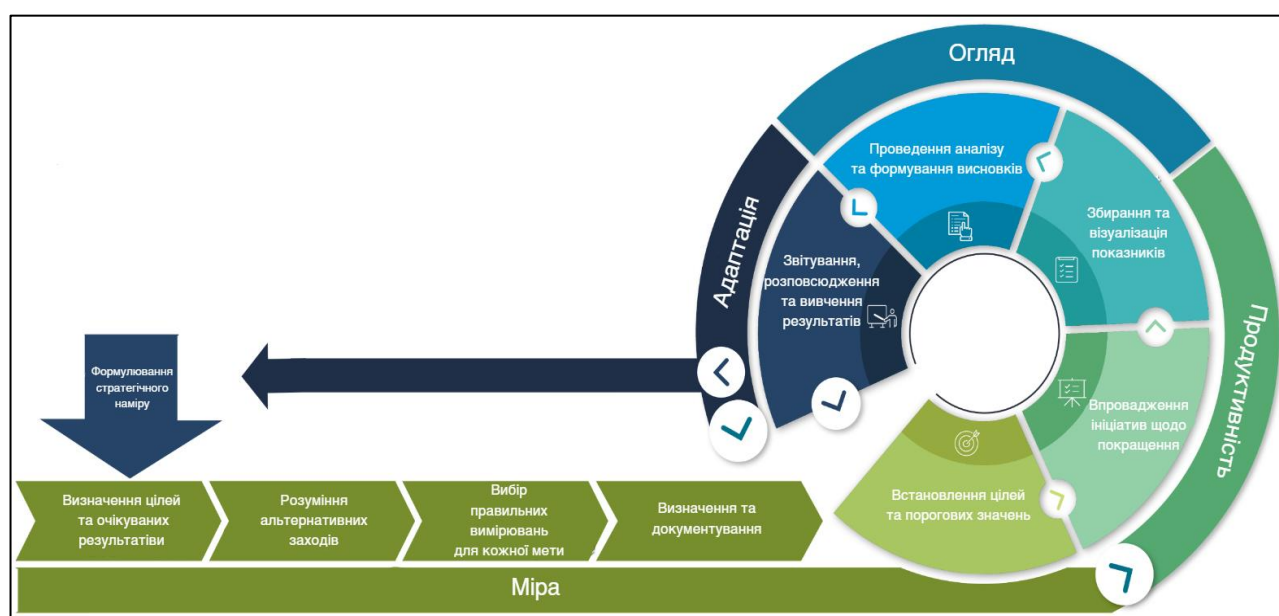 Огляд
Проведення аналізу
та формування висновків
Збирання та
візуалізація
показників
Адаптація
Звітування,
розповсюдження
та вивчення
результатів
Продуктивність
Впровадження
ініціатив щодо
покращення
Встановлення цілей
та порогових значень
Формулювання
стратегічного
наміру
Визначення цілей
та очікуваних
результативи
Розуміння
альтернативних
заходів
Вибір
правильних
вимірювань
для кожної мети
Визначення та
документування
Міра